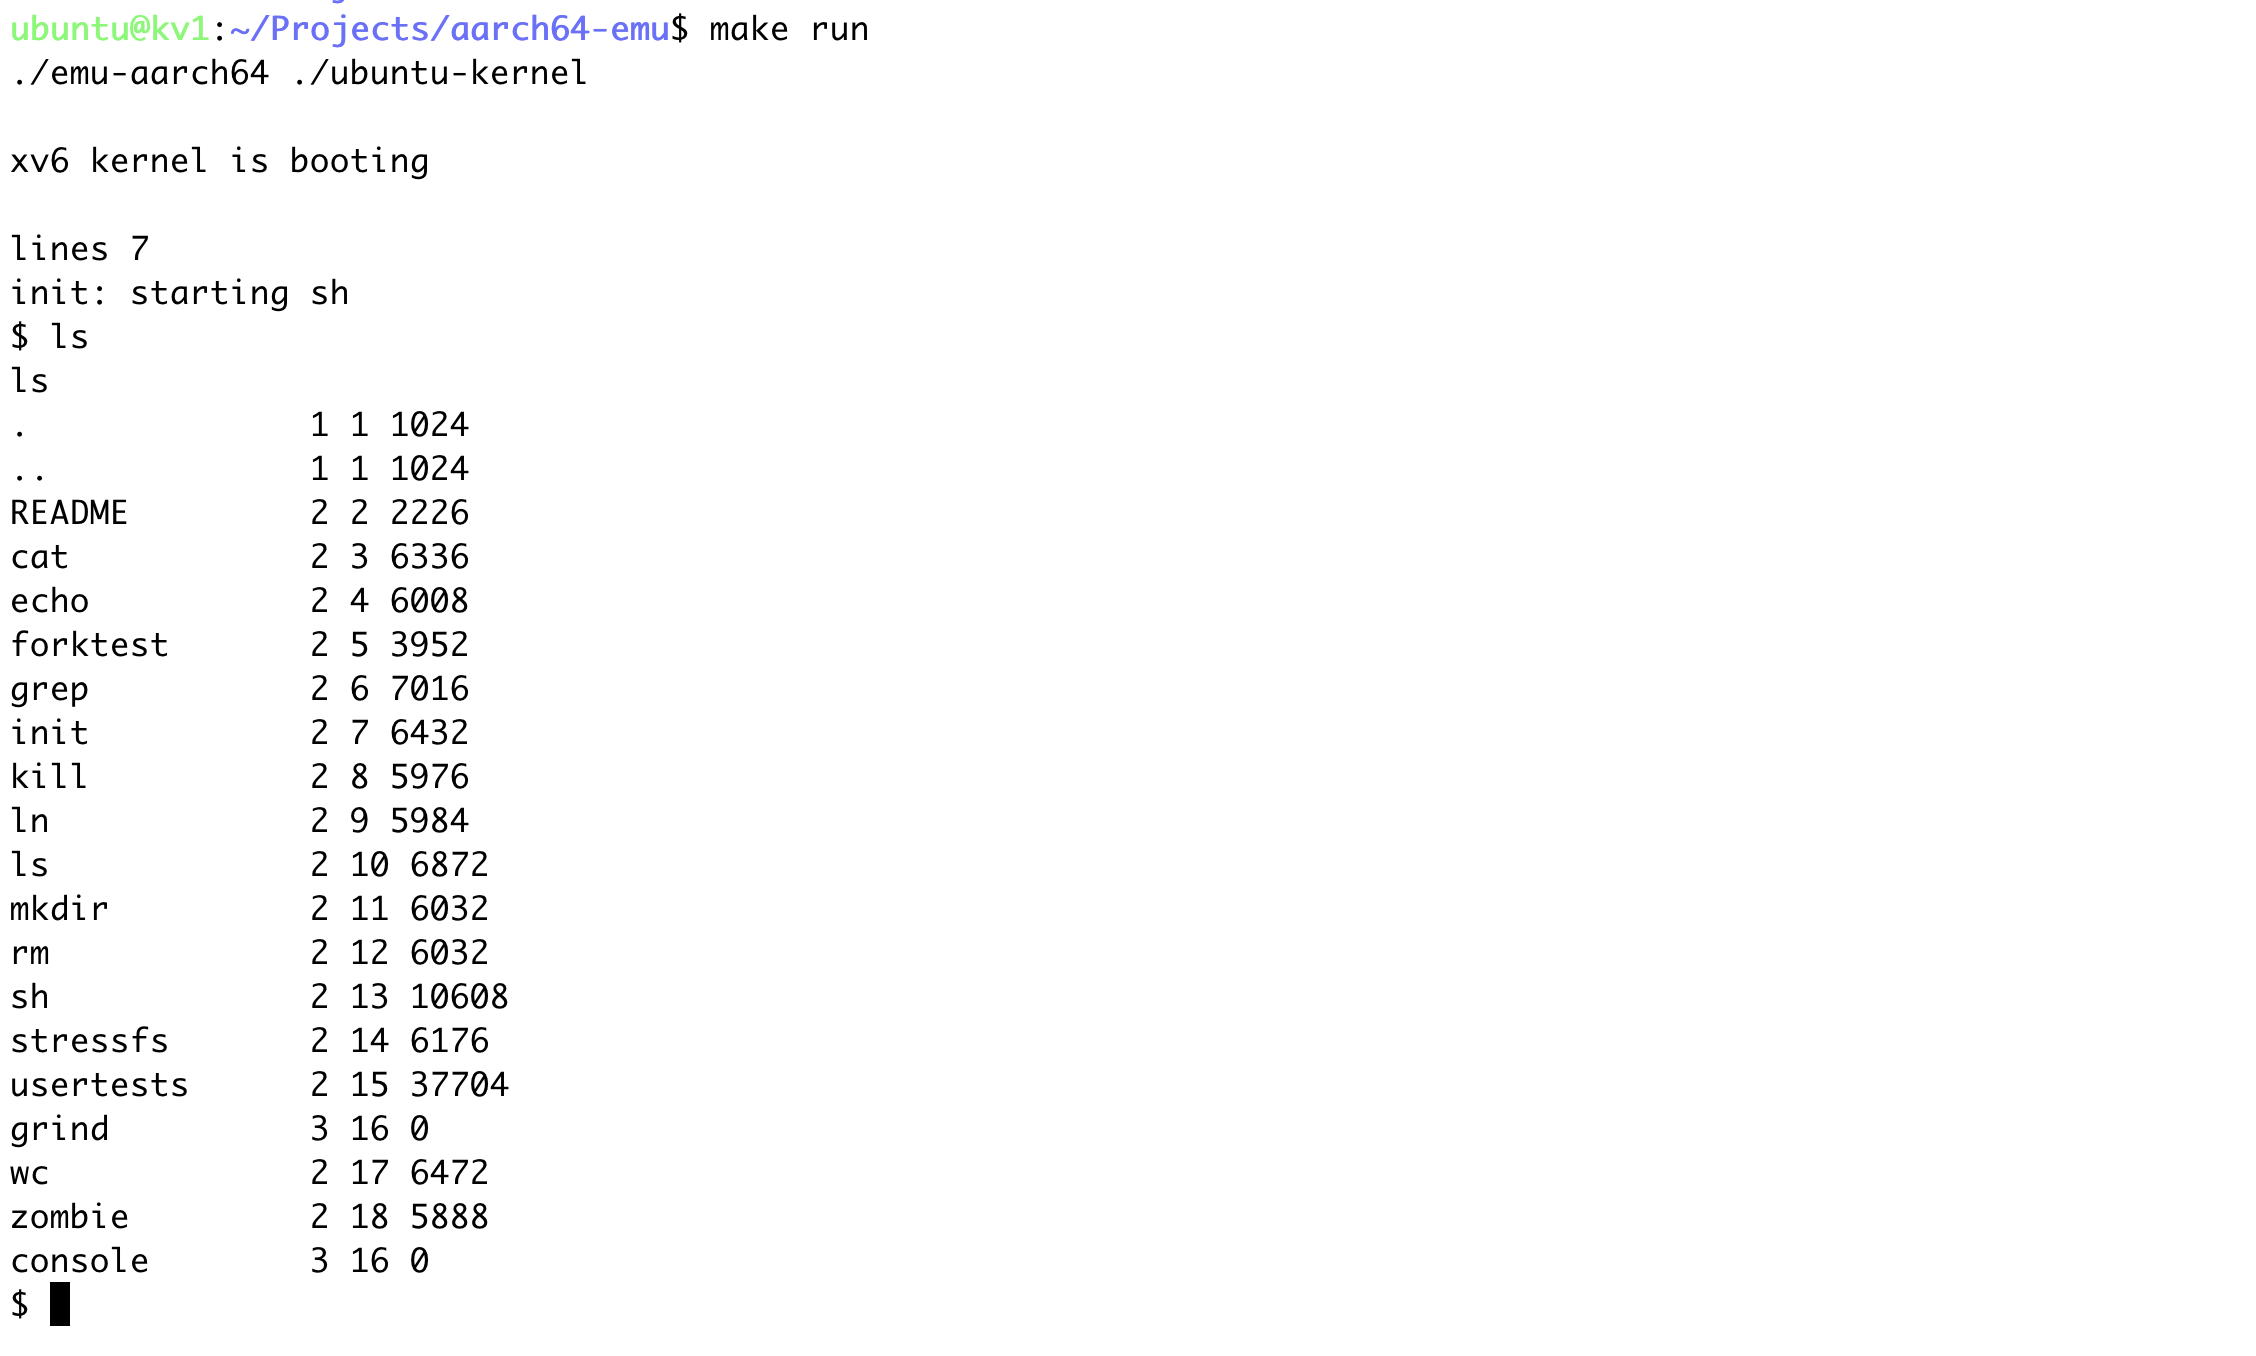 ubuntu@kv1:~/Projects/aarch64-emu$ make run
./emu-aarch64 ./ubuntu-kernel
xv6 kernel is booting
lines 7
init: starting sh
$ ls
ls
.              1 1 1024
..             1 1 1024
README         2 2 2226
cat            2 3 6336
echo           2 4 6008
forktest       2 5 3952
grep           2 6 7016
init           2 7 6432
kill           2 8 5976
ln             2 9 5984
ls             2 10 6872
mkdir          2 11 6032
rm             2 12 6032
sh             2 13 10608
stressfs       2 14 6176
usertests      2 15 37704
grind          3 16 0
wc             2 17 6472
zombie         2 18 5888
console        3 16 0
$